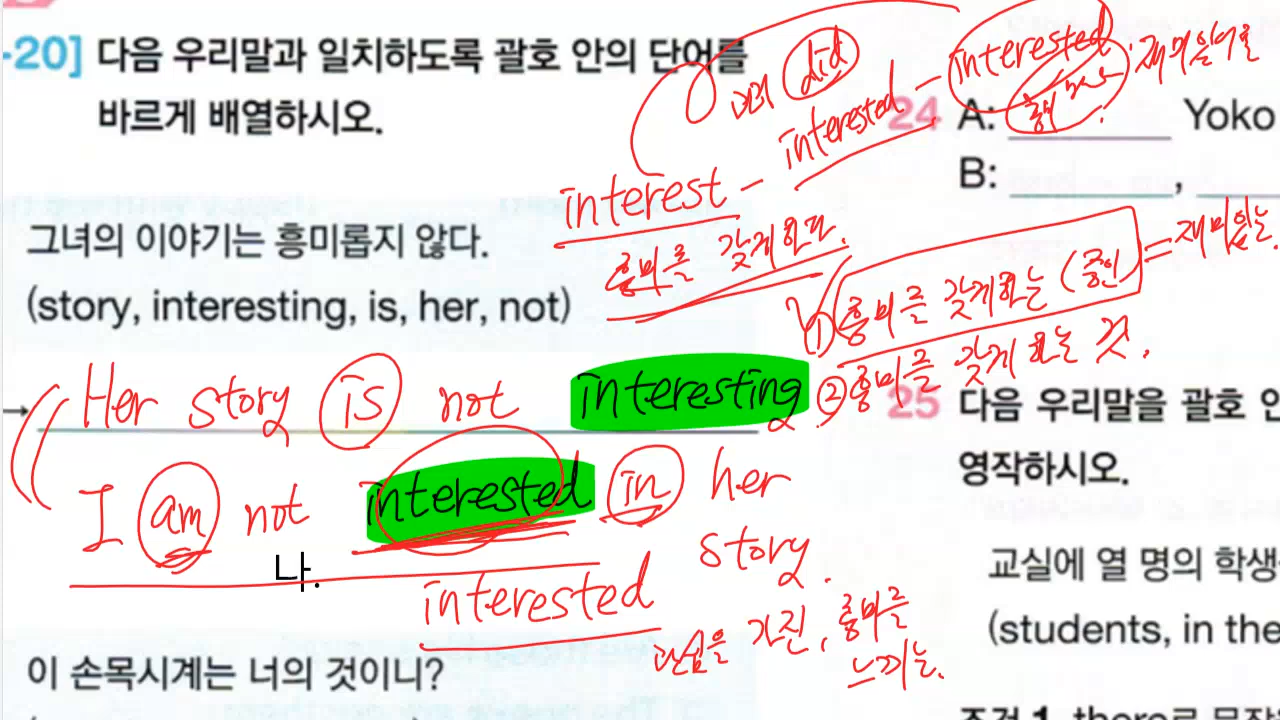 -20] 다음 우리말과 일치하도록 괄호 안의 단어를
바르게 배열하시오.
그녀의 이야기는 흥미롭지 않다.
(story, interesting, is, her, not)
Her story is not interesting
I am not interested in her
story.
나.
interested
관심을 가진, 흥미를
느끼는.
이 손목시계는 너의 것이니?
did
interest - interested - interested
재미있어할
흥미를 갖게한다.
① 흥미를 갖게하는 (중인) = 재미있는.
② 흥미를 갖게 하는 것.
24 A: Yoko
B: ,
25 다음 우리말을 괄호 안
영작하시오.
교실에 열 명의 학생
(students, in the